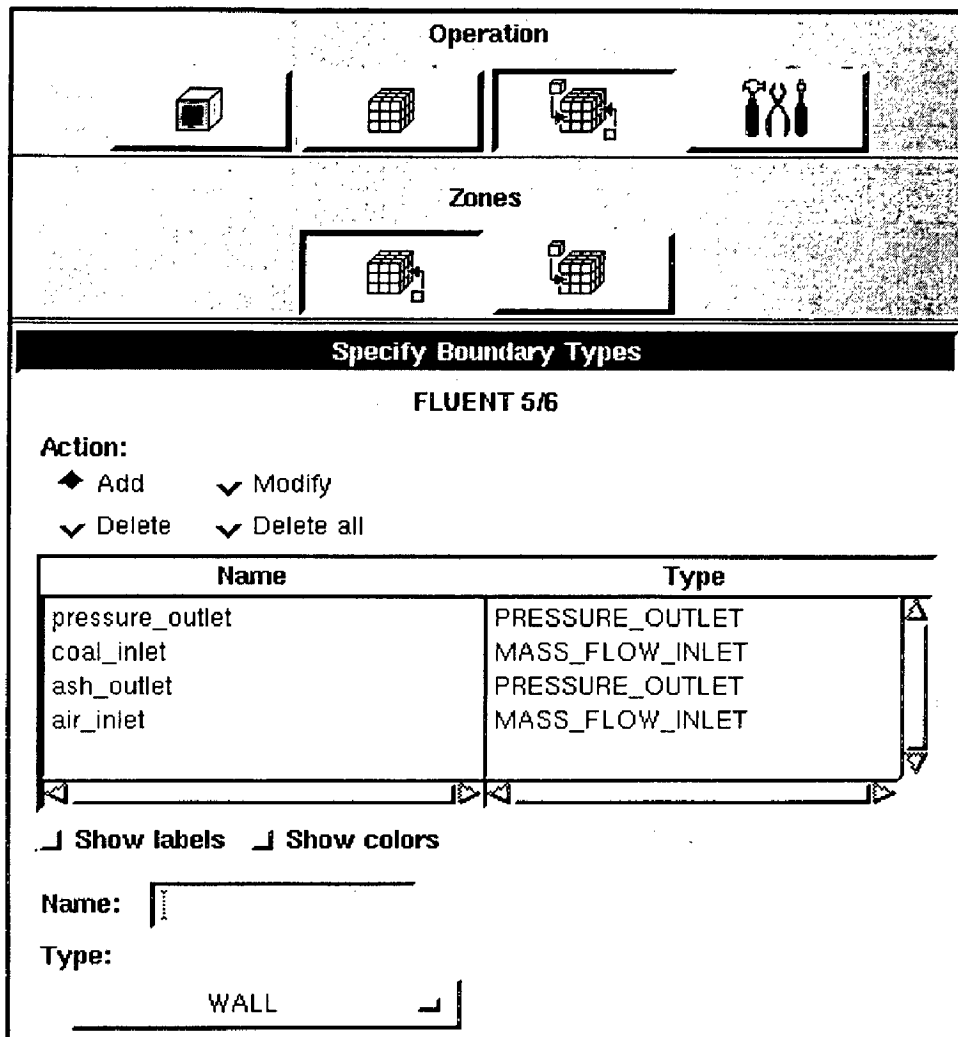 Operation
Zones
Specify Boundary Types
FLUENT 5/6
Action:
Add Modify
Delete Delete all
Name Type
pressure_outlet PRESSURE_OUTLET
coal_inlet MASS_FLOW_INLET
ash_outlet PRESSURE_OUTLET
air_inlet MASS_FLOW_INLET
Show labels Show colors
Name:
Type:
WALL